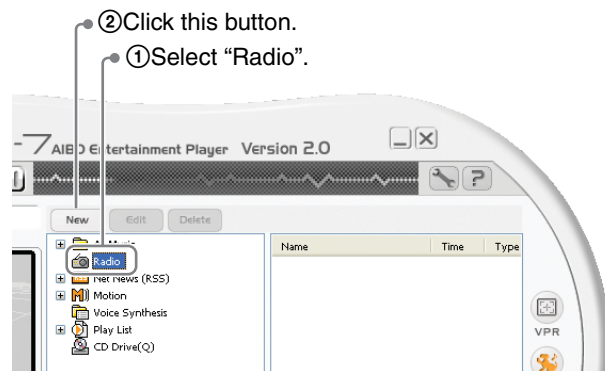 ②Click this button.
①Select “Radio”.
-7 AIBO Entertainment Player Version 2.0
New Edit Delete
Name Time Type
Radio
Net News (RSS)
Motion
Voice Synthesis
Play List
CD Drive(Q)
VPR